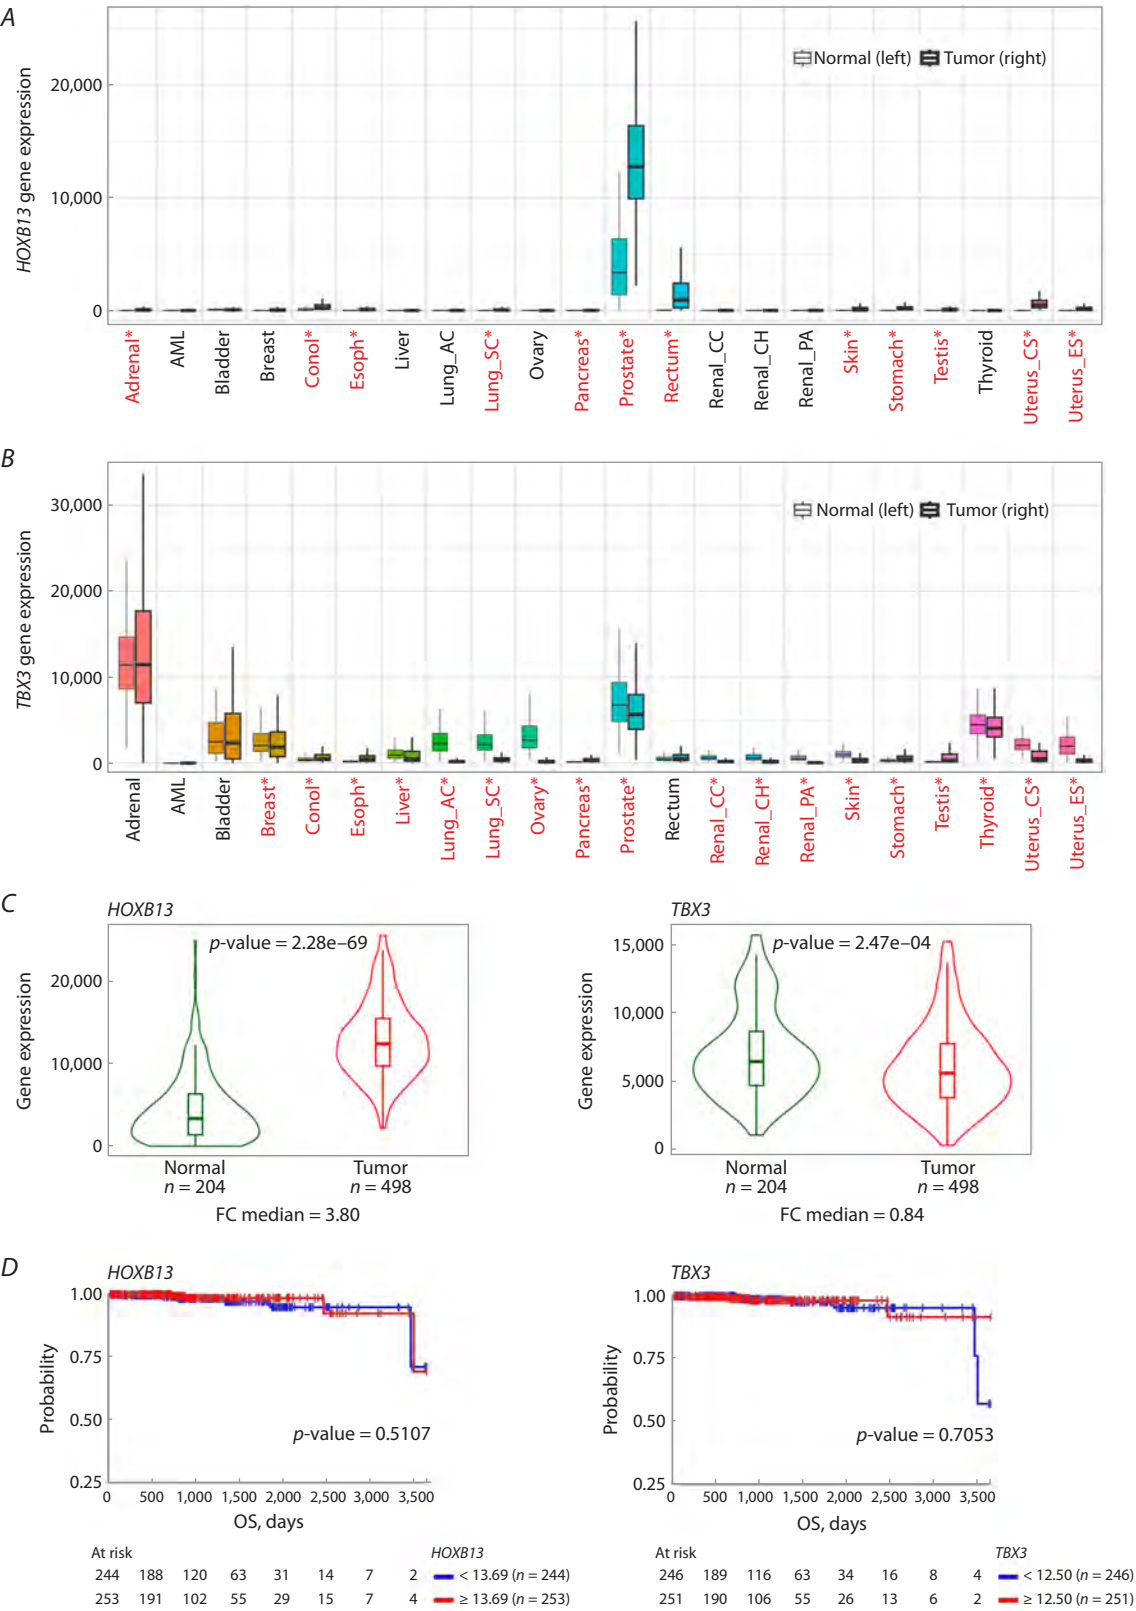 A
HOXB13 gene expression
Normal (left) Tumor (right)
20,000
10,000
0
Adrenal*
AML
Bladder
Breast
Conol*
Esoph*
Liver
Lung_AC
Lung_SC*
Ovary
Pancreas*
Prostate*
Rectum*
Renal_CC
Renal_CH
Renal_PA
Skin*
Stomach*
Testis*
Thyroid
Uterus_CS*
Uterus_ES*
B
TBX3 gene expression
Normal (left) Tumor (right)
30,000
20,000
10,000
0
Adrenal
AML
Bladder
Breast*
Conol*
Esoph*
Liver*
Lung_AC*
Lung_SC*
Ovary*
Pancreas*
Prostate*
Rectum
Renal_CC*
Renal_CH*
Renal_PA*
Skin*
Stomach*
Testis*
Thyroid*
Uterus_CS*
Uterus_ES*
C
HOXB13
p-value = 2.28e–69
Gene expression
20,000
10,000
0
Normal Tumor
n = 204 n = 498
FC median = 3.80
TBX3
p-value = 2.47e–04
Gene expression
15,000
10,000
5,000
0
Normal Tumor
n = 204 n = 498
FC median = 0.84
D
HOXB13
Probability
1.00
0.75
0.50
0.25
p-value = 0.5107
0 500 1,000 1,500 2,000 2,500 3,000 3,500
OS, days
At risk HOXB13
244 188 120 63 31 14 7 2 < 13.69 (n = 244)
253 191 102 55 29 15 7 4 ≥ 13.69 (n = 253)
TBX3
Probability
1.00
0.75
0.50
0.25
p-value = 0.7053
0 500 1,000 1,500 2,000 2,500 3,000 3,500
OS, days
At risk TBX3
246 189 116 63 34 16 8 4 < 12.50 (n = 246)
251 190 106 55 26 13 6 2 ≥ 12.50 (n = 251)